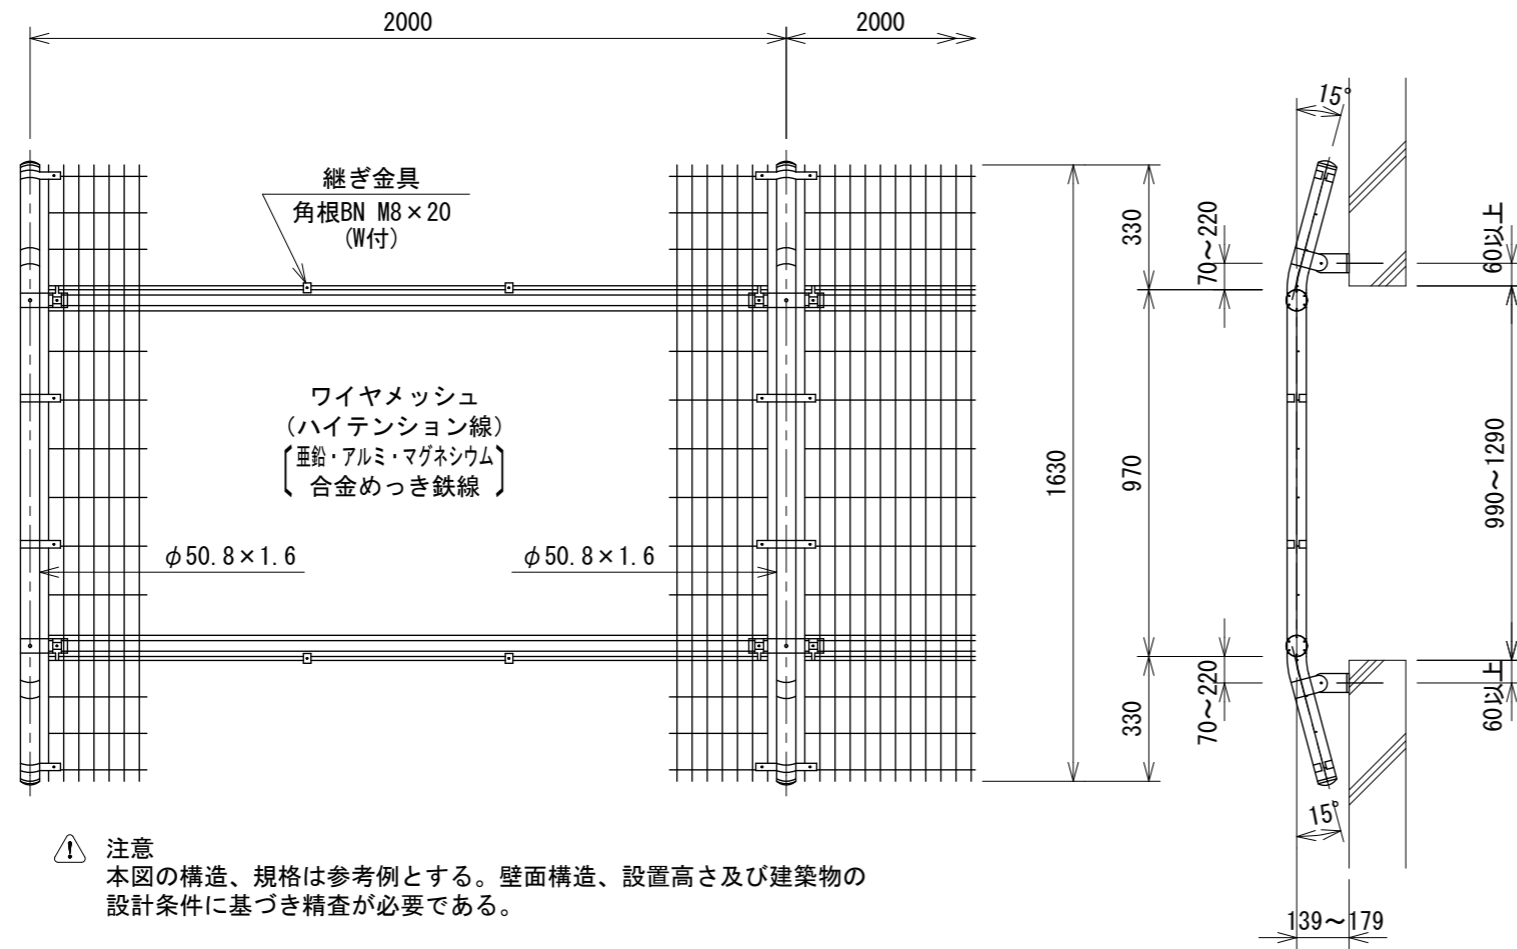 2000
2000
継ぎ金具
角根BN M8×20
(W付)
ワイヤメッシュ
(ハイテンション線)
亜鉛・アルミ・マグネシウム
合金めっき鉄線
φ50.8×1.6
φ50.8×1.6
1630
330
970
330
70～220
70～220
15°
15°
60以上
990～1290
60以上
139～179
注意
本図の構造、規格は参考例とする。壁面構造、設置高さ及び建築物の
設計条件に基づき精査が必要である。